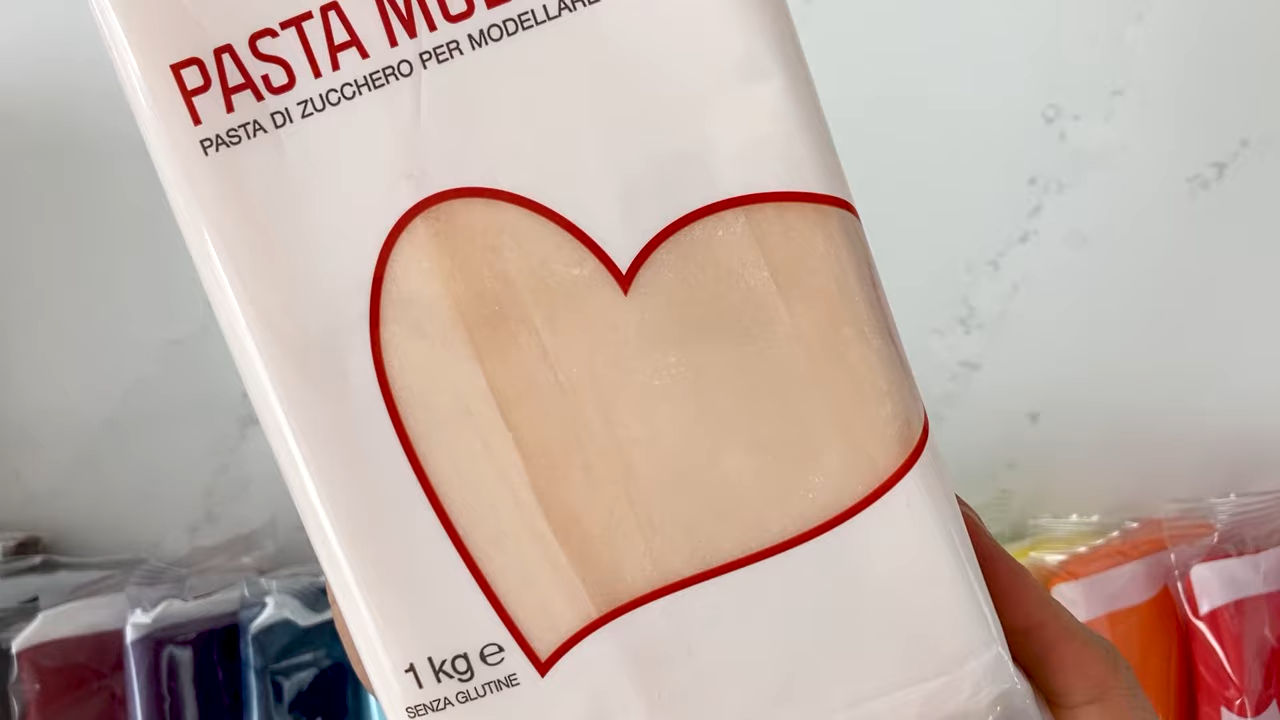 PASTA
PASTA DI ZUCCHERO PER MODELLARE
1 kg e
SENZA GLUTINE